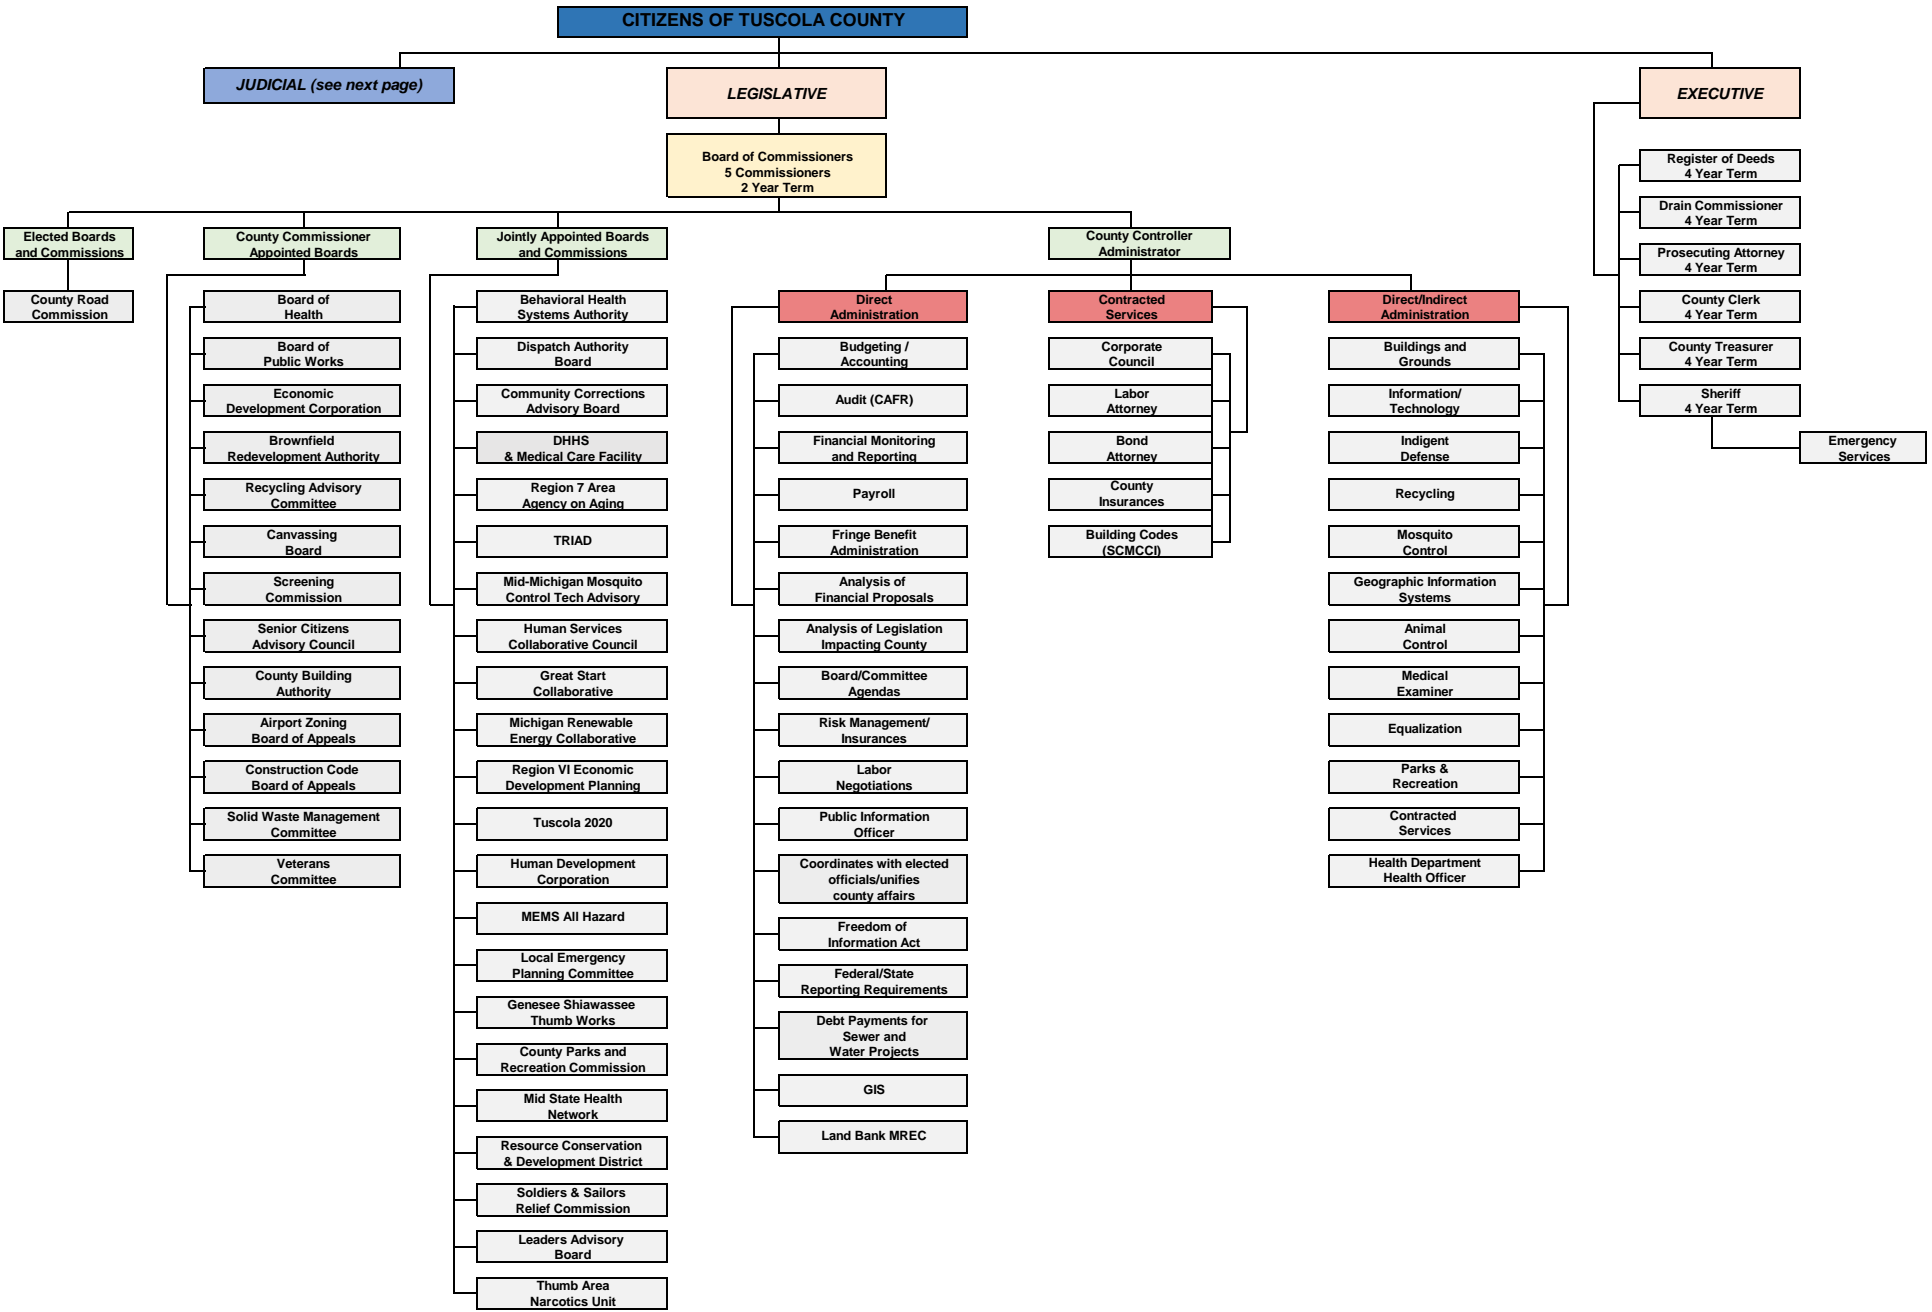 CITIZENS OF TUSCOLA COUNTY
JUDICIAL (see next page)
LEGISLATIVE
EXECUTIVE
Board of Commissioners
5 Commissioners
2 Year Term
Register of Deeds
4 Year Term
Drain Commissioner
4 Year Term
Prosecuting Attorney
4 Year Term
County Clerk
4 Year Term
County Treasurer
4 Year Term
Sheriff
4 Year Term
Emergency
Services
Elected Boards
and Commissions
County Road
Commission
County Commissioner
Appointed Boards
Board of
Health
Board of
Public Works
Economic
Development Corporation
Brownfield
Redevelopment Authority
Recycling Advisory
Committee
Canvassing
Board
Screening
Commission
Senior Citizens
Advisory Council
County Building
Authority
Airport Zoning
Board of Appeals
Construction Code
Board of Appeals
Solid Waste Management
Committee
Veterans
Committee
Jointly Appointed Boards
and Commissions
Behavioral Health
Systems Authority
Dispatch Authority
Board
Community Corrections
Advisory Board
DHHS
& Medical Care Facility
Region 7 Area
Agency on Aging
TRIAD
Mid-Michigan Mosquito
Control Tech Advisory
Human Services
Collaborative Council
Great Start
Collaborative
Michigan Renewable
Energy Collaborative
Region VI Economic
Development Planning
Tuscola 2020
Human Development
Corporation
MEMS All Hazard
Local Emergency
Planning Committee
Genesee Shiawassee
Thumb Works
County Parks and
Recreation Commission
Mid State Health
Network
Resource Conservation
& Development District
Soldiers & Sailors
Relief Commission
Leaders Advisory
Board
Thumb Area
Narcotics Unit
County Controller
Administrator
Direct
Administration
Budgeting /
Accounting
Audit (CAFR)
Financial Monitoring
and Reporting
Payroll
Fringe Benefit
Administration
Analysis of
Financial Proposals
Analysis of Legislation
Impacting County
Board/Committee
Agendas
Risk Management/
Insurances
Labor
Negotiations
Public Information
Officer
Coordinates with elected
officials/unifies
county affairs
Freedom of
Information Act
Federal/State
Reporting Requirements
Debt Payments for
Sewer and
Water Projects
GIS
Land Bank MREC
Contracted
Services
Corporate
Council
Labor
Attorney
Bond
Attorney
County
Insurances
Building Codes
(SCMCCI)
Direct/Indirect
Administration
Buildings and
Grounds
Information/
Technology
Indigent
Defense
Recycling
Mosquito
Control
Geographic Information
Systems
Animal
Control
Medical
Examiner
Equalization
Parks &
Recreation
Contracted
Services
Health Department
Health Officer